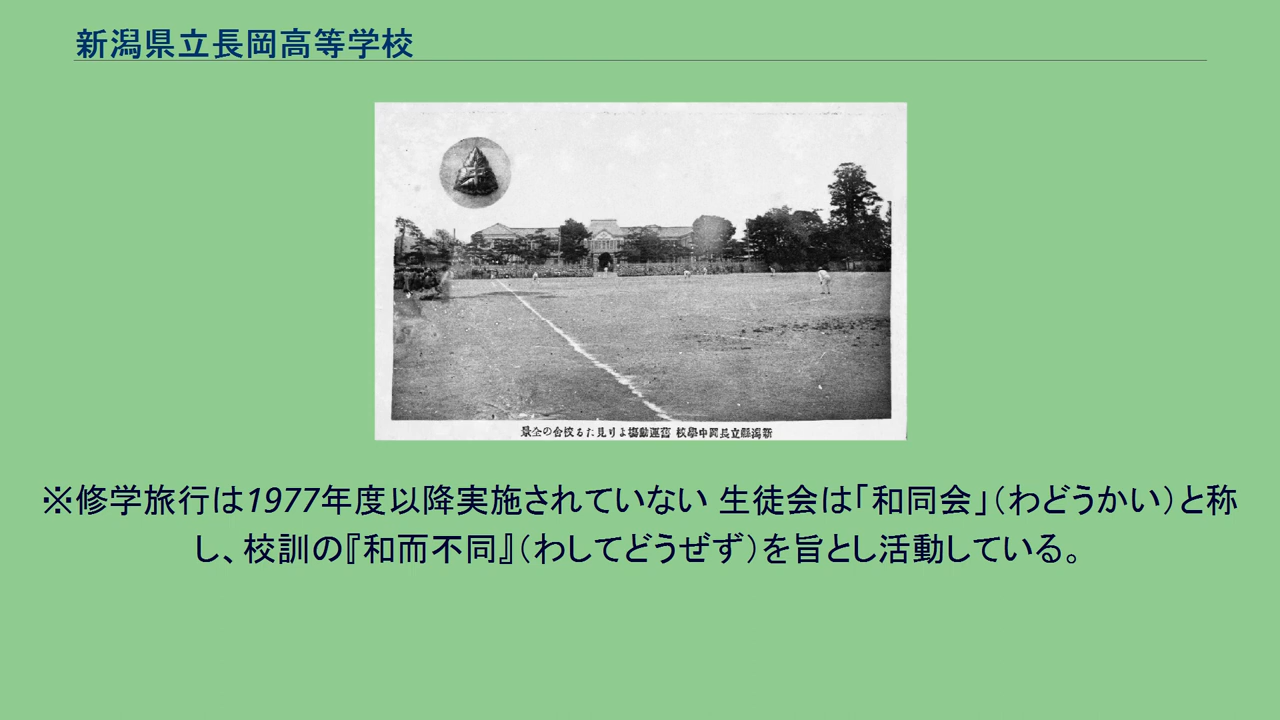 新潟県立長岡高等学校
新潟縣立長岡中學校 舊運動塲より見たる校舎の全景
※修学旅行は1977年度以降実施されていない 生徒会は「和同会」（わどうかい）と称
し、校訓の『和而不同』（わしてどうぜず）を旨とし活動している。